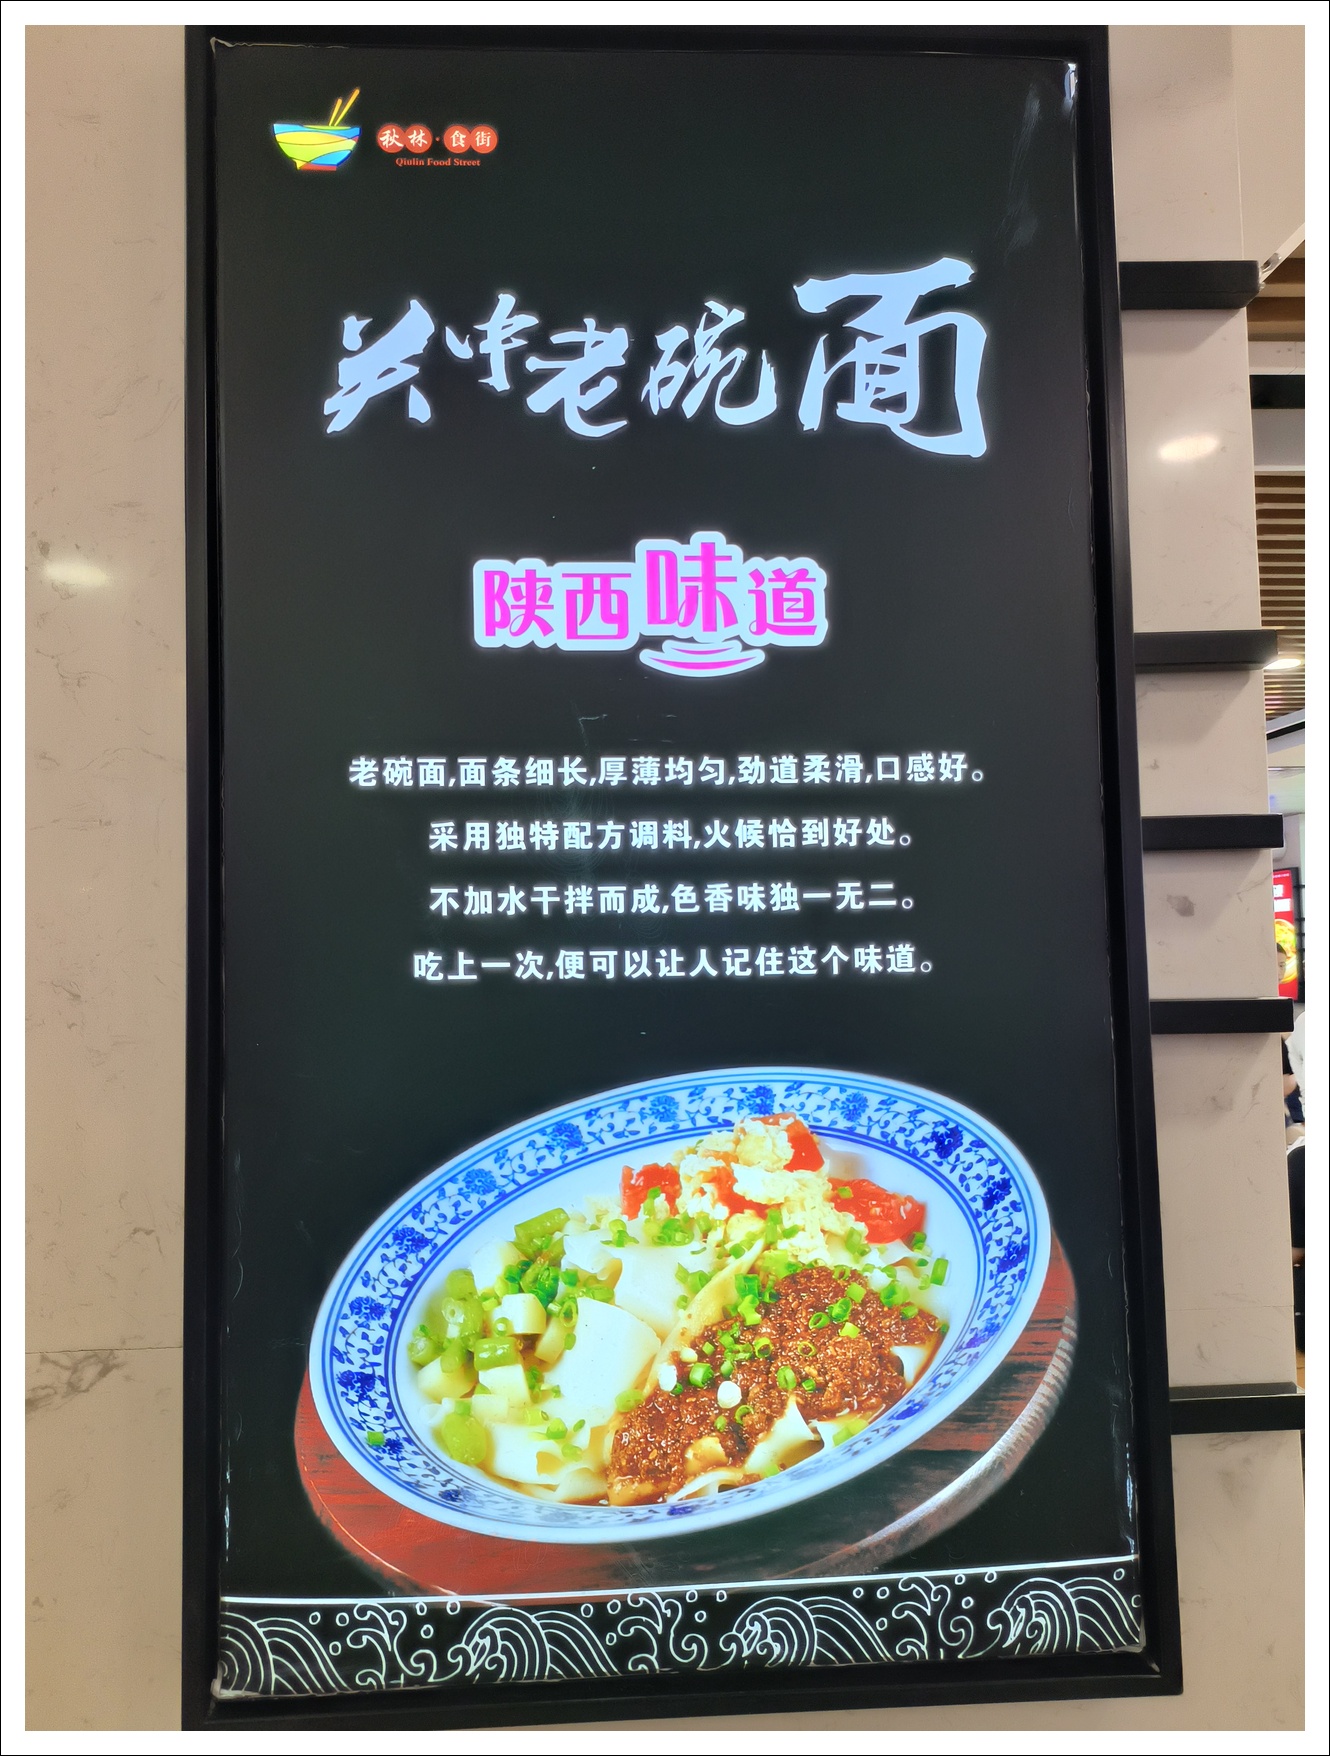 秋林·食街
Qiulin Food Street
关中老碗面
陕西味道
老碗面,面条细长,厚薄均匀,劲道柔滑,口感好。
采用独特配方调料,火候恰到好处。
不加水干拌而成,色香味独一无二。
吃上一次,便可以让人记住这个味道。